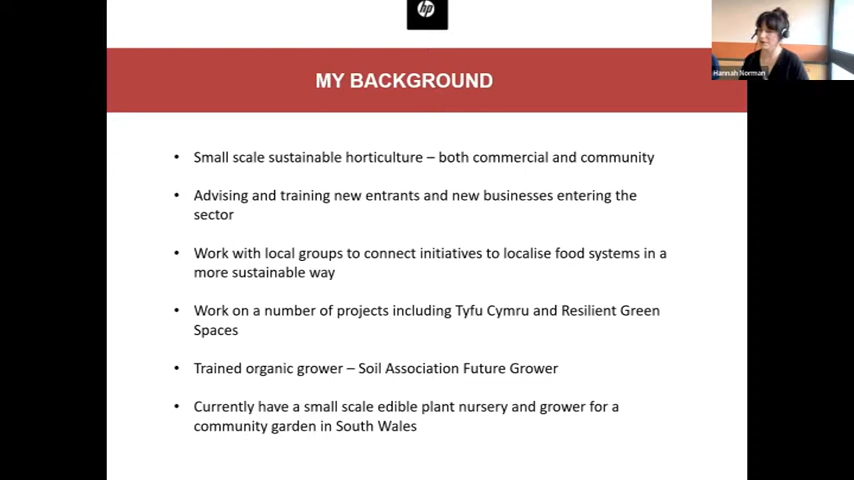 hp
Hannah Norman
MY BACKGROUND
• Small scale sustainable horticulture – both commercial and community
• Advising and training new entrants and new businesses entering the
sector
• Work with local groups to connect initiatives to localise food systems in a
more sustainable way
• Work on a number of projects including Tyfu Cymru and Resilient Green
Spaces
• Trained organic grower – Soil Association Future Grower
• Currently have a small scale edible plant nursery and grower for a
community garden in South Wales